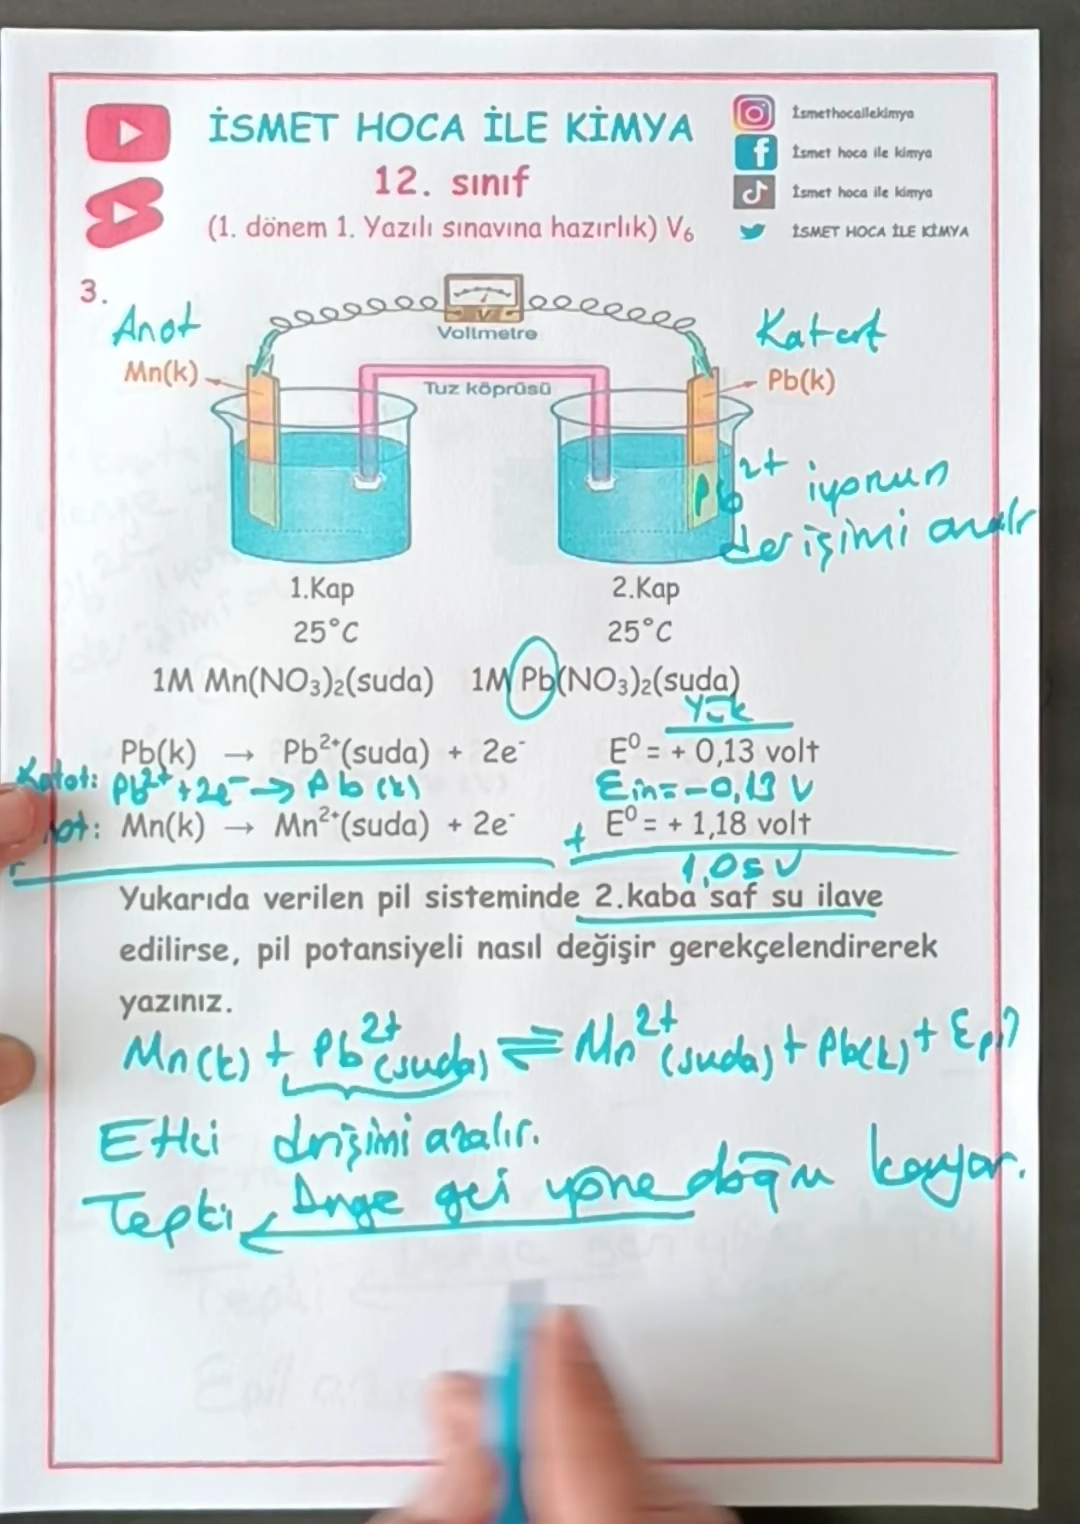 İSMET HOCA İLE KİMYA
12. sınıf
(1. dönem 1. Yazılı sınavına hazırlık) V6
İsmethocailekimya
İsmet hoca ile kimya
İsmet hoca ile kimya
İSMET HOCA İLE KİMYA
3.
Anot
Katot
Voltmetre
V
Mn(k)
Tuz köprüsü
Pb(k)
Pb2+ iyonun
derişimi azalır
1.Kap
2.Kap
25°C
25°C
1M Mn(NO3)2(suda)
1M Pb(NO3)2(suda)
Yük
Pb(k) → Pb²⁺(suda) + 2e⁻ E⁰ = + 0,13 volt
Katot: Pb²⁺ + 2e⁻ → Pb(k) Ein = -0,13 V
ot: Mn(k) → Mn²⁺(suda) + 2e⁻ + E⁰ = + 1,18 volt
1,05 V
Yukarıda verilen pil sisteminde 2.kaba saf su ilave
edilirse, pil potansiyeli nasıl değişir gerekçelendirerek
yazınız.
Mn(k) + Pb²⁺(suda) ⇌ Mn²⁺(suda) + Pb(k) + Epil
Etki derişimi azalır.
Tepki Denge geri yöne doğru kayar.